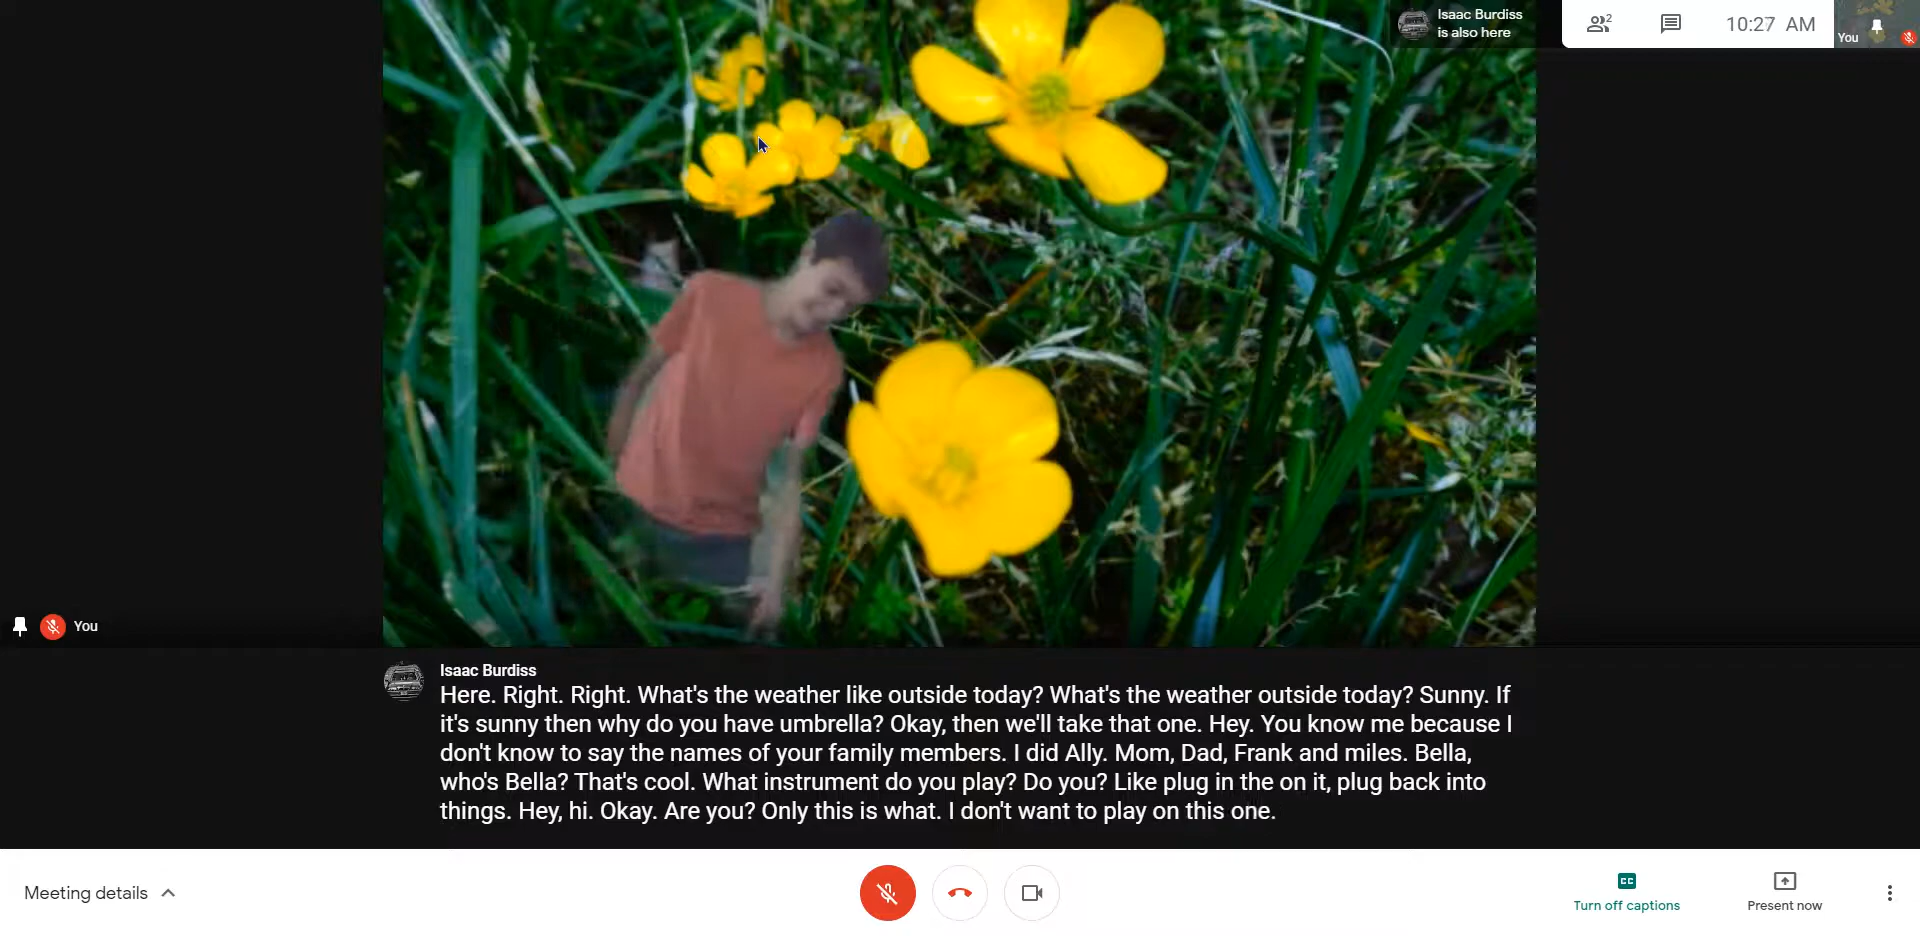 Isaac Burdiss
is also here
2
10:27 AM
You
You
Isaac Burdiss
Here. Right. Right. What's the weather like outside today? What's the weather outside today? Sunny. If
it's sunny then why do you have umbrella? Okay, then we'll take that one. Hey. You know me because I
don't know to say the names of your family members. I did Ally. Mom, Dad, Frank and miles. Bella,
who's Bella? That's cool. What instrument do you play? Do you? Like plug in the on it, plug back into
things. Hey, hi. Okay. Are you? Only this is what. I don't want to play on this one.
Meeting details
CC
Turn off captions
Present now